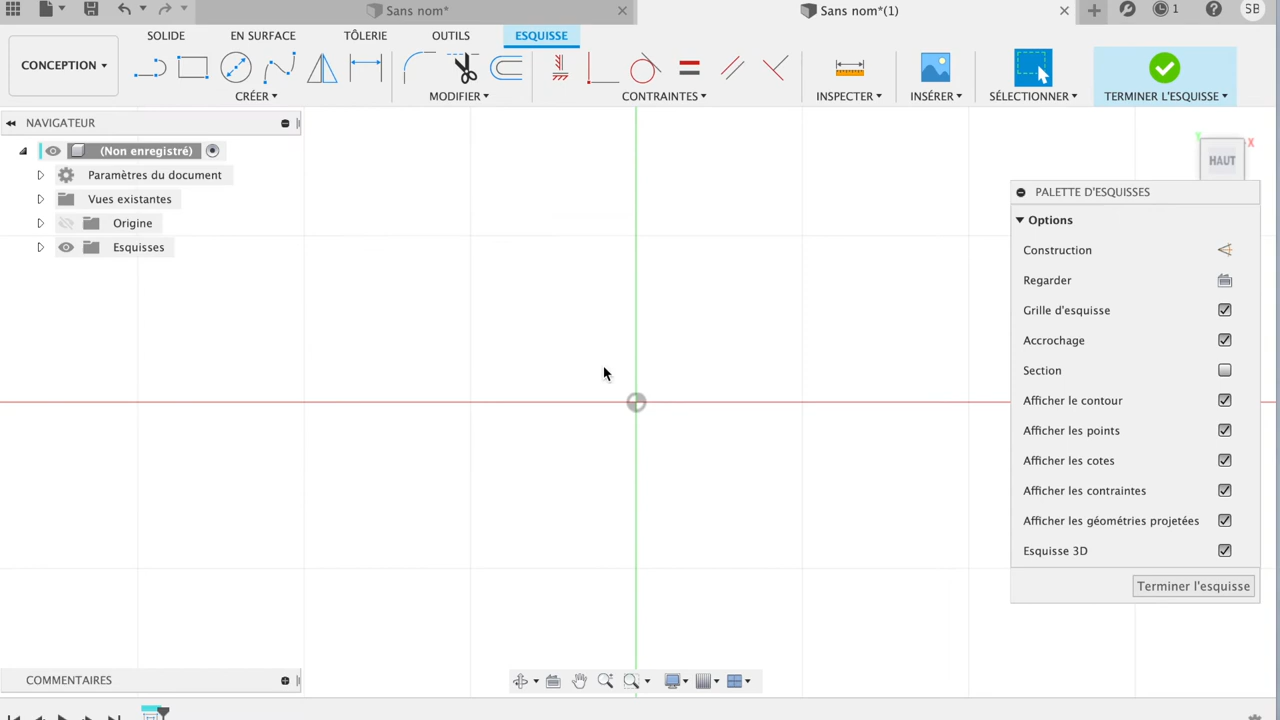 Sans nom*
Sans nom*(1)
1
SB
SOLIDE
EN SURFACE
TÔLERIE
OUTILS
ESQUISSE
CONCEPTION
CRÉER
MODIFIER
CONTRAINTES
INSPECTER
INSÉRER
SÉLECTIONNER
TERMINER L'ESQUISSE
NAVIGATEUR
(Non enregistré)
Paramètres du document
Vues existantes
Origine
Esquisses
HAUT
X
PALETTE D'ESQUISSES
Options
Construction
Regarder
Grille d'esquisse
Accrochage
Section
Afficher le contour
Afficher les points
Afficher les cotes
Afficher les contraintes
Afficher les géométries projetées
Esquisse 3D
Terminer l'esquisse
COMMENTAIRES